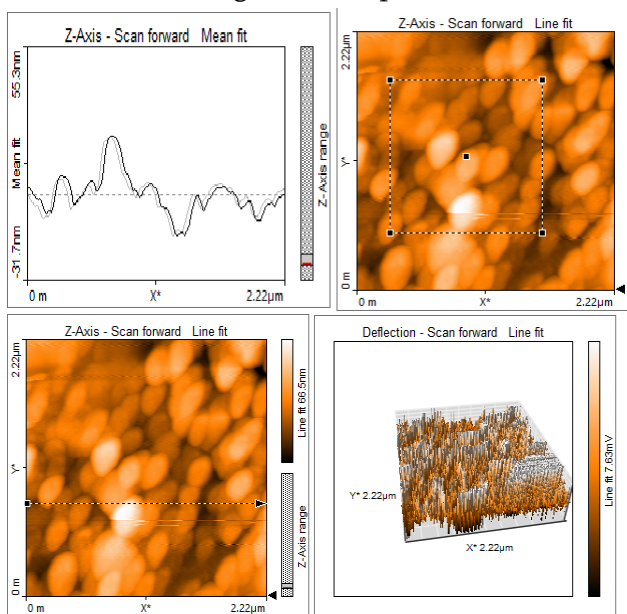 Z-Axis - Scan forward Mean fit
55.3nm
Mean fit
-31.7nm
0 m
X*
2.22µm
Z-Axis range
Z-Axis - Scan forward Line fit
2.22µm
Y*
0 m
0 m
X*
2.22µm
Z-Axis - Scan forward Line fit
2.22µm
Y*
0 m
0 m
X*
2.22µm
Line fit 66.5nm
Z-Axis range
Deflection - Scan forward Line fit
Y* 2.22µm
X* 2.22µm
Line fit 7.63mV